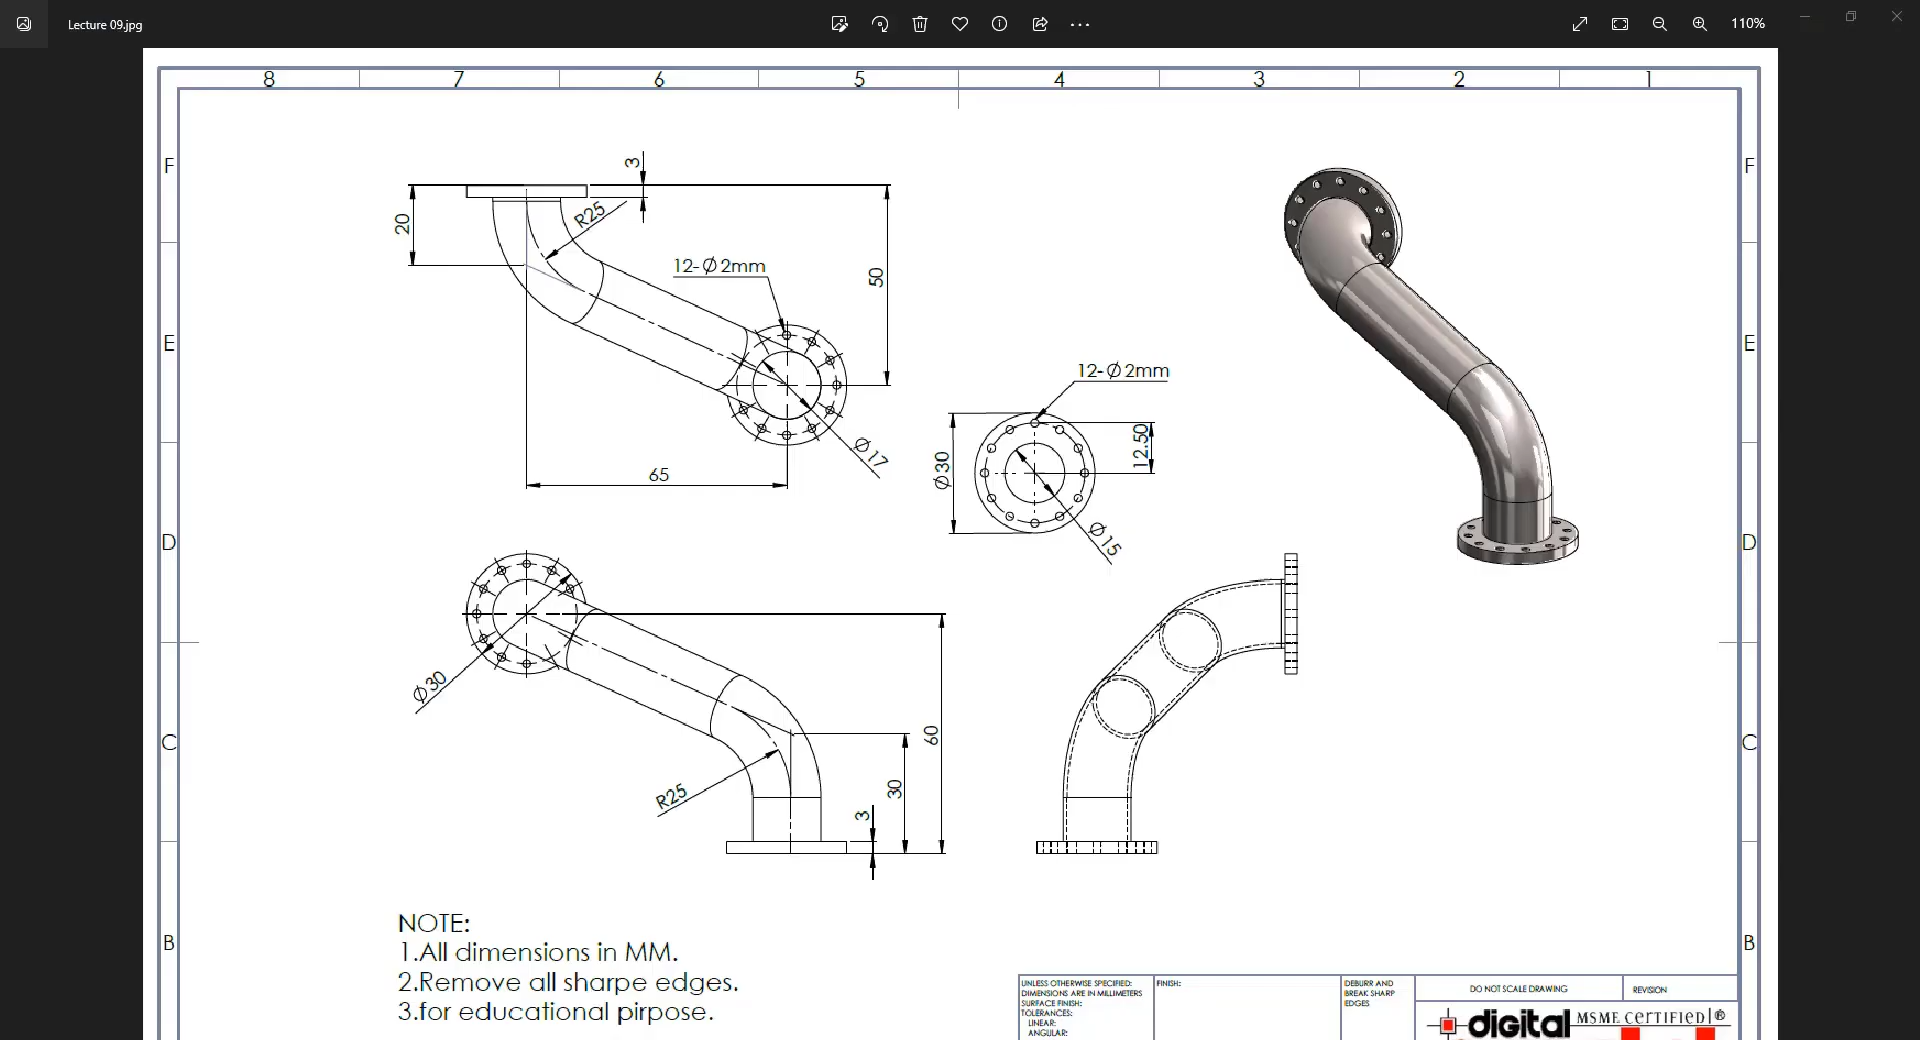 Lecture 09.jpg
110%
8 7 6 5 4 3 2 1
F F
3
20
R25
12-Ø2mm
50
E E
12-Ø2mm
Ø17
65
Ø30
12.50
Ø15
D D
Ø30
60
C C
R25
30
3
NOTE:
1.All dimensions in MM.
2.Remove all sharpe edges.
3.for educational pirpose.
B B
UNLESS OTHERWISE SPECIFIED:
DIMENSIONS ARE IN MILLIMETERS
SURFACE FINISH:
TOLERANCES:
LINEAR:
ANGULAR:
FINISH:
DEBURR AND
BREAK SHARP
EDGES
DO NOT SCALE DRAWING
REVISION
digital MSME certified ®